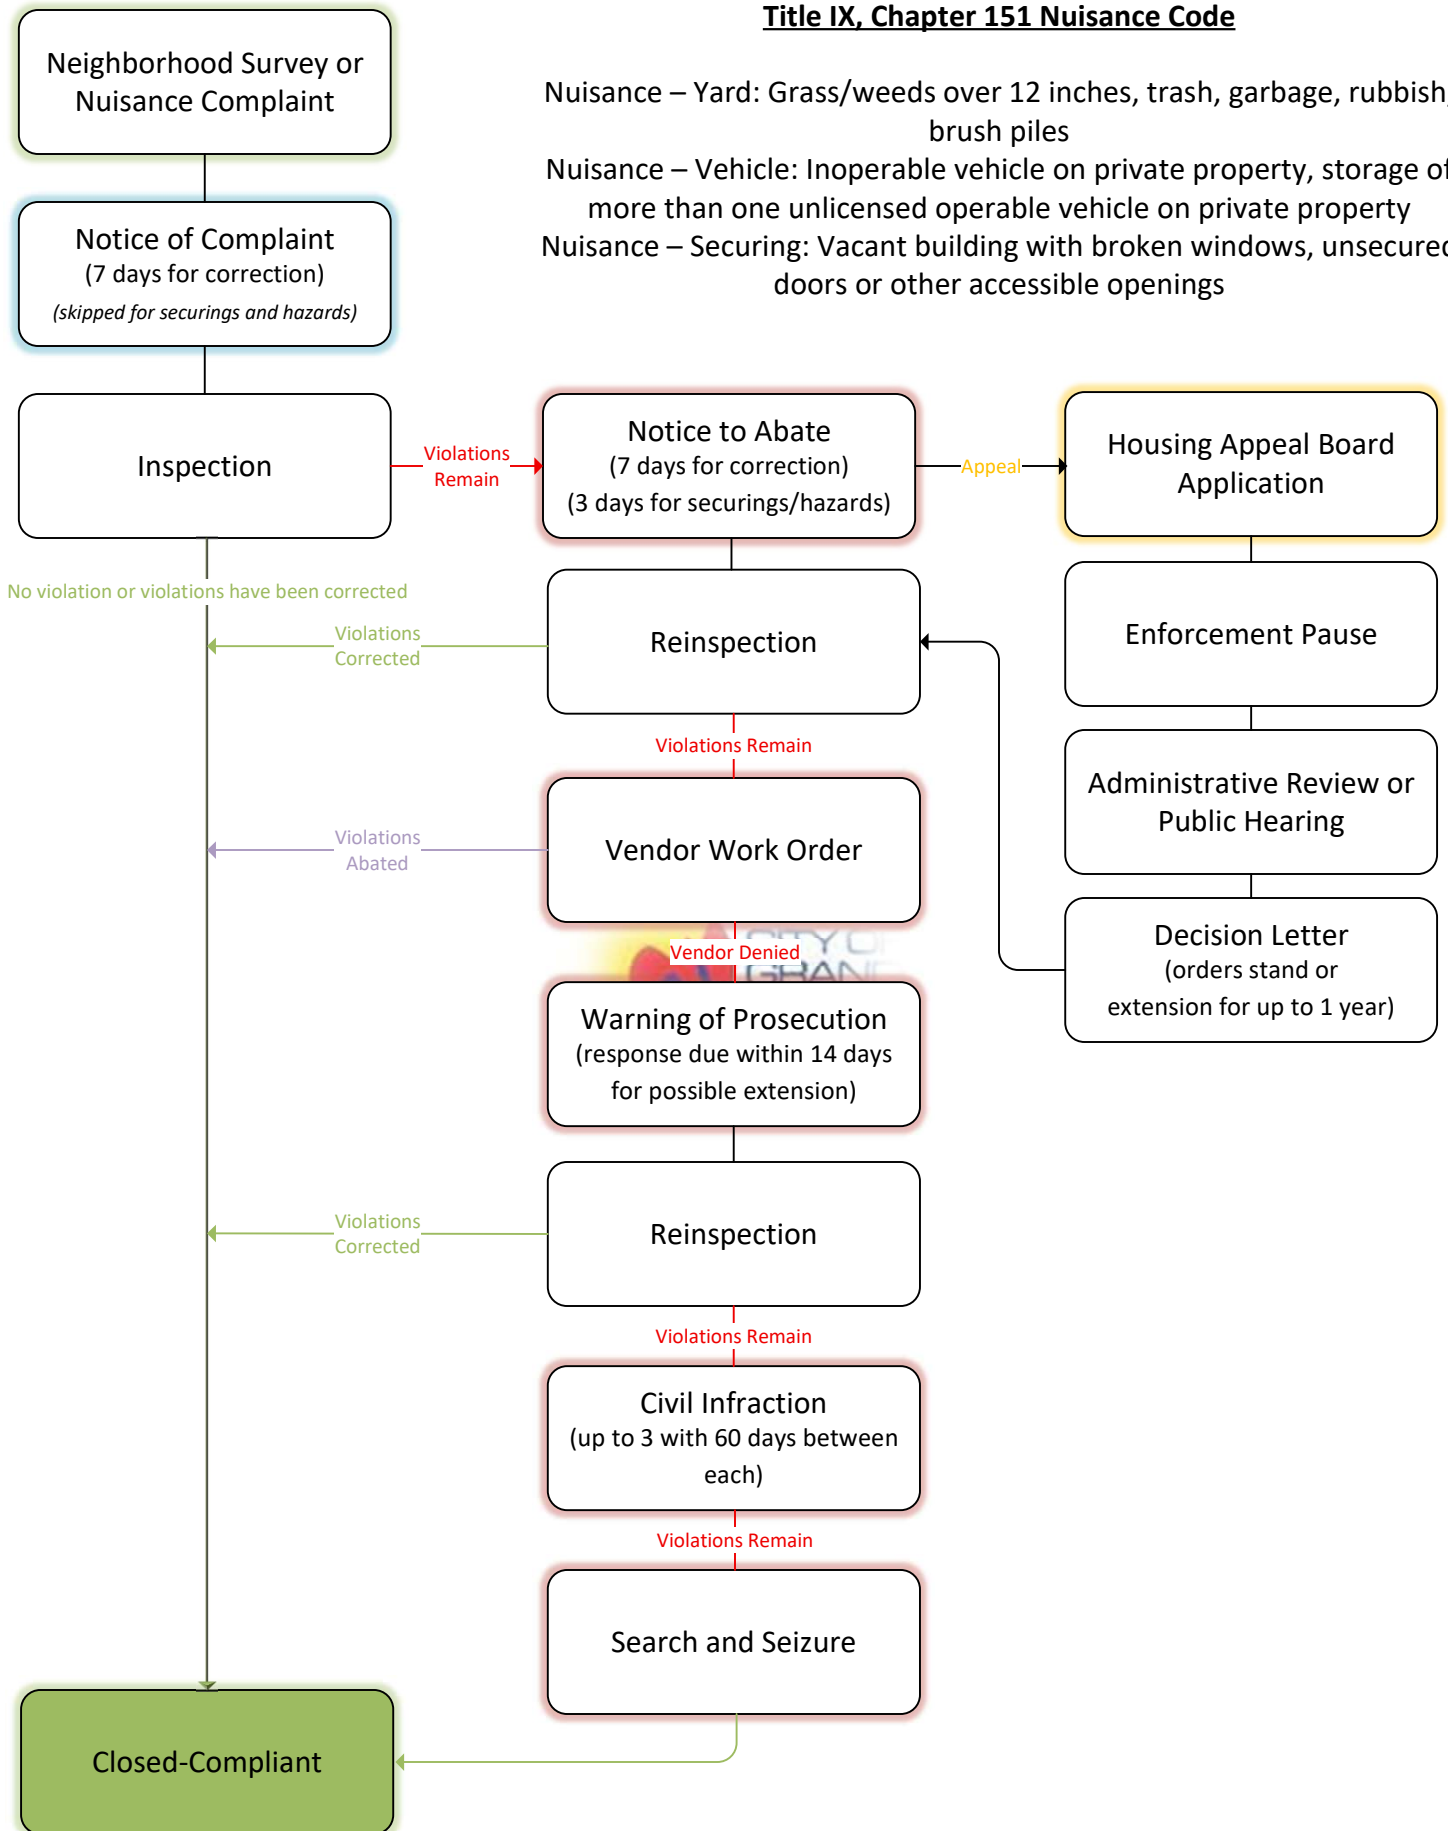 Title IX, Chapter 151 Nuisance Code
Nuisance – Yard: Grass/weeds over 12 inches, trash, garbage, rubbish,
brush piles
Nuisance – Vehicle: Inoperable vehicle on private property, storage of
more than one unlicensed operable vehicle on private property
Nuisance – Securing: Vacant building with broken windows, unsecured
doors or other accessible openings
Neighborhood Survey or
Nuisance Complaint
Notice of Complaint
(7 days for correction)
(skipped for securings and hazards)
Inspection
Violations
Remain
Notice to Abate
(7 days for correction)
(3 days for securings/hazards)
Appeal
Housing Appeal Board
Application
No violation or violations have been corrected
Violations
Corrected
Reinspection
Enforcement Pause
Violations Remain
Administrative Review or
Public Hearing
Violations
Abated
Vendor Work Order
Decision Letter
(orders stand or
extension for up to 1 year)
CITY OF
Vendor Denied
GRAND
Warning of Prosecution
(response due within 14 days
for possible extension)
Violations
Corrected
Reinspection
Violations Remain
Civil Infraction
(up to 3 with 60 days between
each)
Violations Remain
Search and Seizure
Closed-Compliant